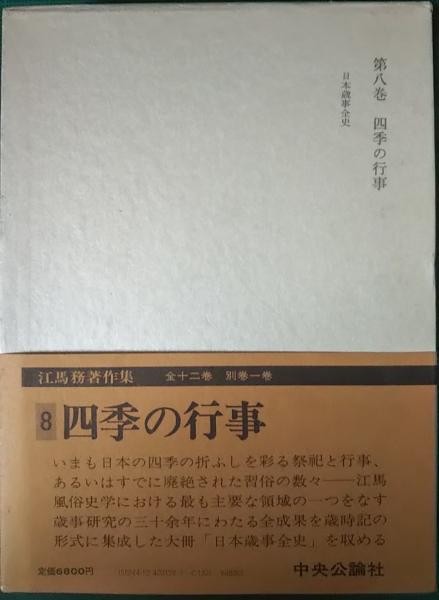 第八巻　四季の行事
日本歳事全史
江馬務著作集　全十二巻　別巻一巻
8 四季の行事
いまも日本の四季の折ふしを彩る祭祀と行事、
あるいはすでに廃絶された習俗の数々――江馬
風俗史学における最も主要な領域の一つをなす
歳事研究の三十余年にわたる全成果を歳時記の
形式に集成した大冊「日本歳事全史」を収める
定価6800円
中央公論社